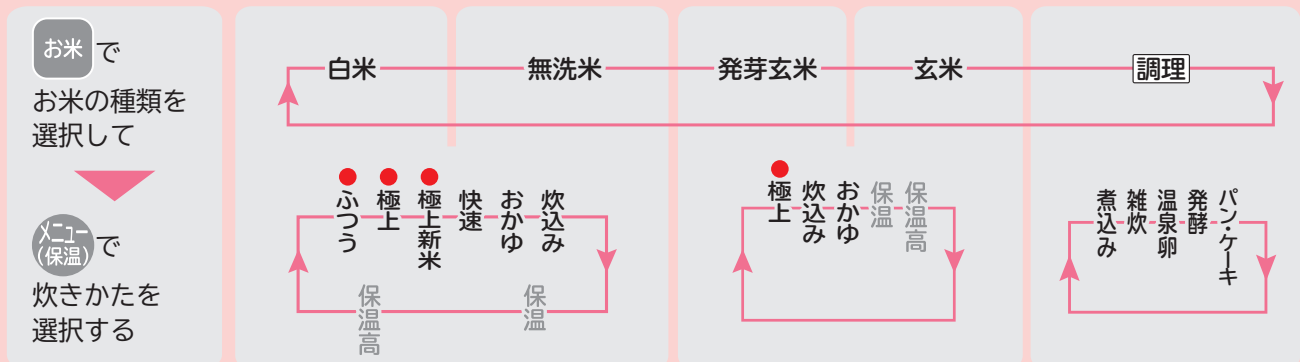 お米で
お米の種類を
選択して
メニュー
(保温)で
炊きかたを
選択する
白米
無洗米
発芽玄米
玄米
調理
ふつう
極上
極上新米
快速
おかゆ
炊込み
保温
保温高
極上
炊込み
おかゆ
保温
保温高
煮込み
雑炊
温泉卵
発酵
パン・ケーキ